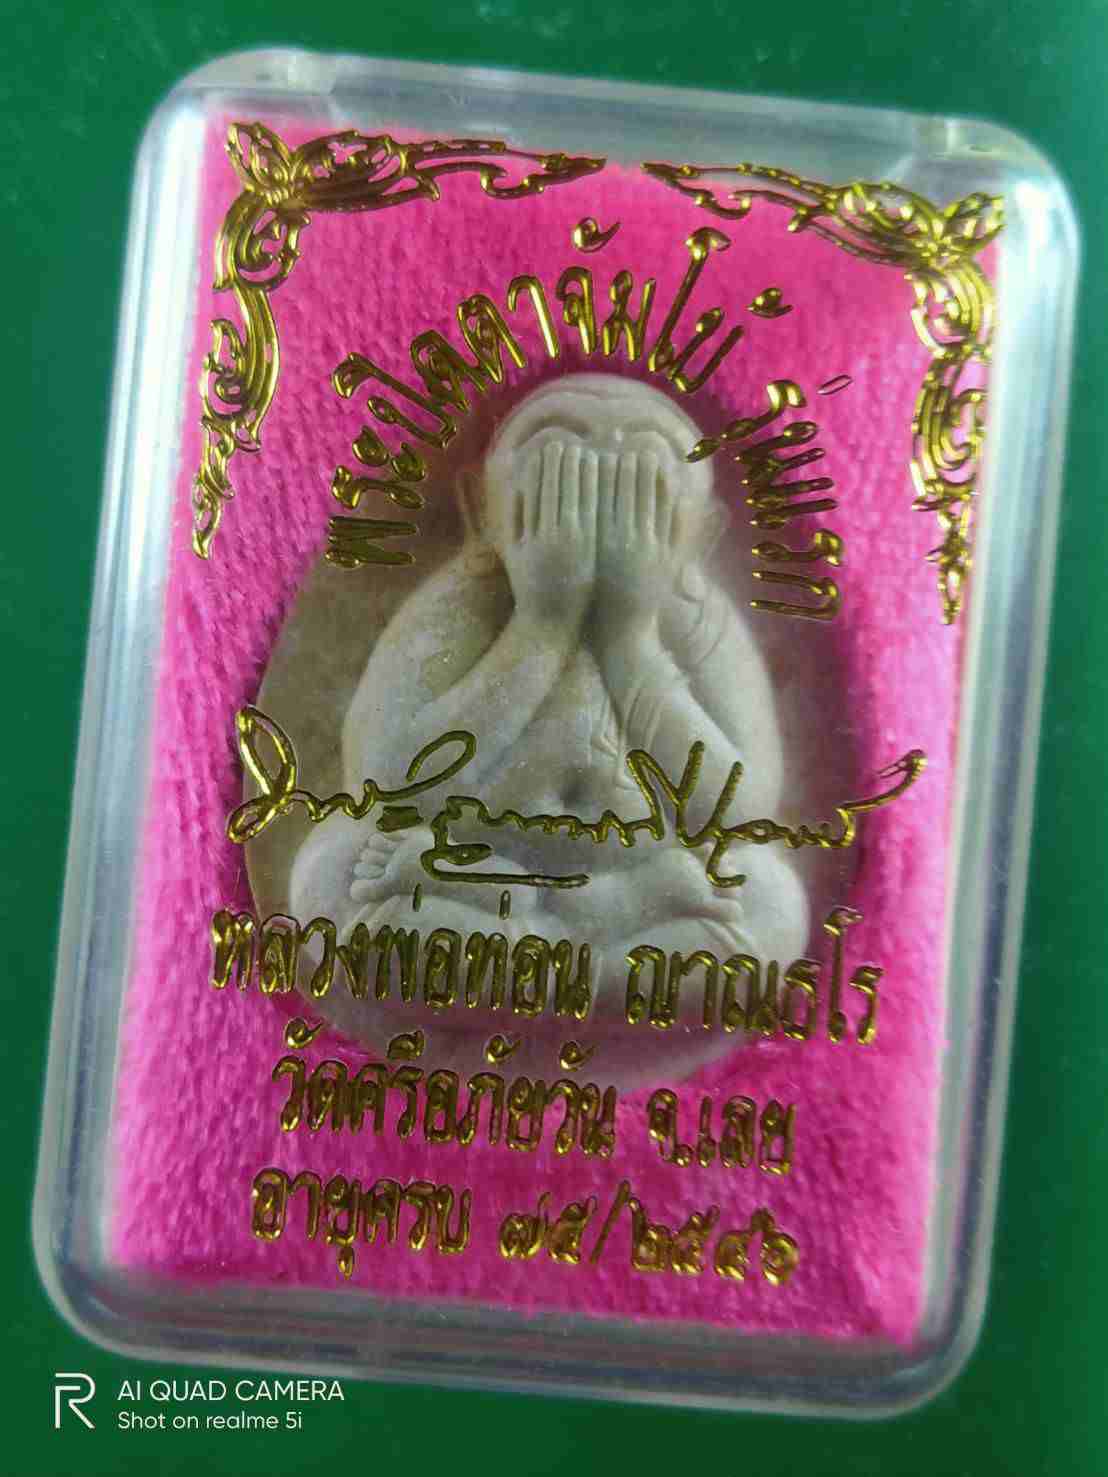 พระปิดตาจัมโบ้ รุ่นแรก
หลวงพ่อท่อน ญาณธโร
วัดศรีอภัยวัน จ.เลย
อายุครบ ๗๕/๒๕๔๖
AI QUAD CAMERA
Shot on realme 5i